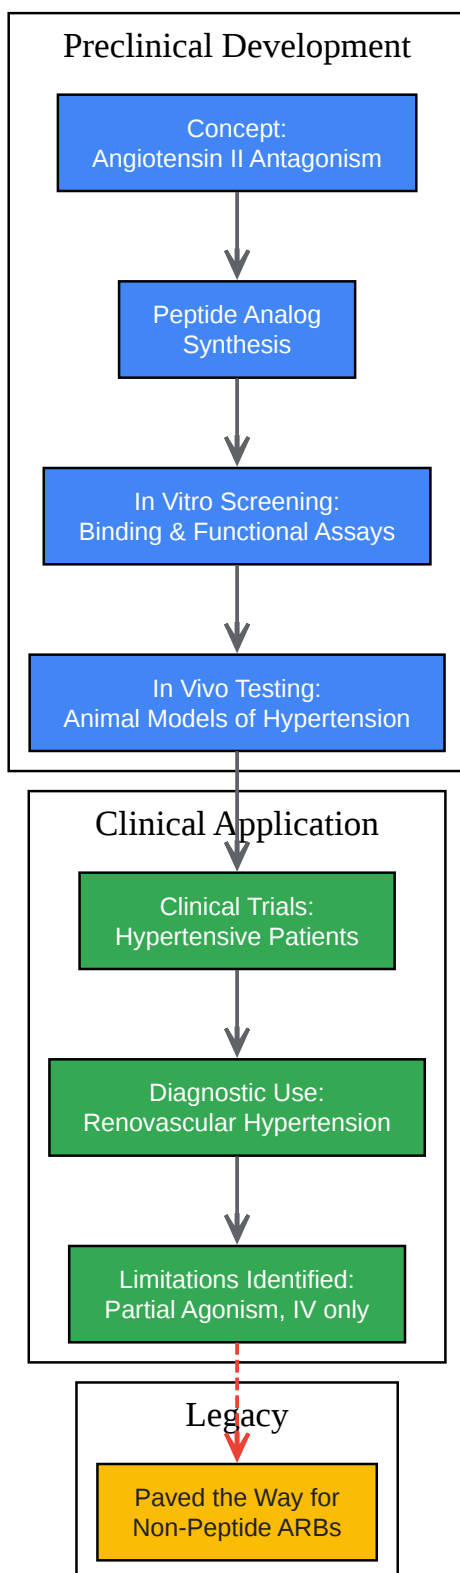 Preclinical Development
Concept:
Angiotensin II Antagonism
Peptide Analog
Synthesis
In Vitro Screening:
Binding & Functional Assays
In Vivo Testing:
Animal Models of Hypertension
Clinical Application
Clinical Trials:
Hypertensive Patients
Diagnostic Use:
Renovascular Hypertension
Limitations Identified:
Partial Agonism, IV only
Legacy
Paved the Way for
Non-Peptide ARBs